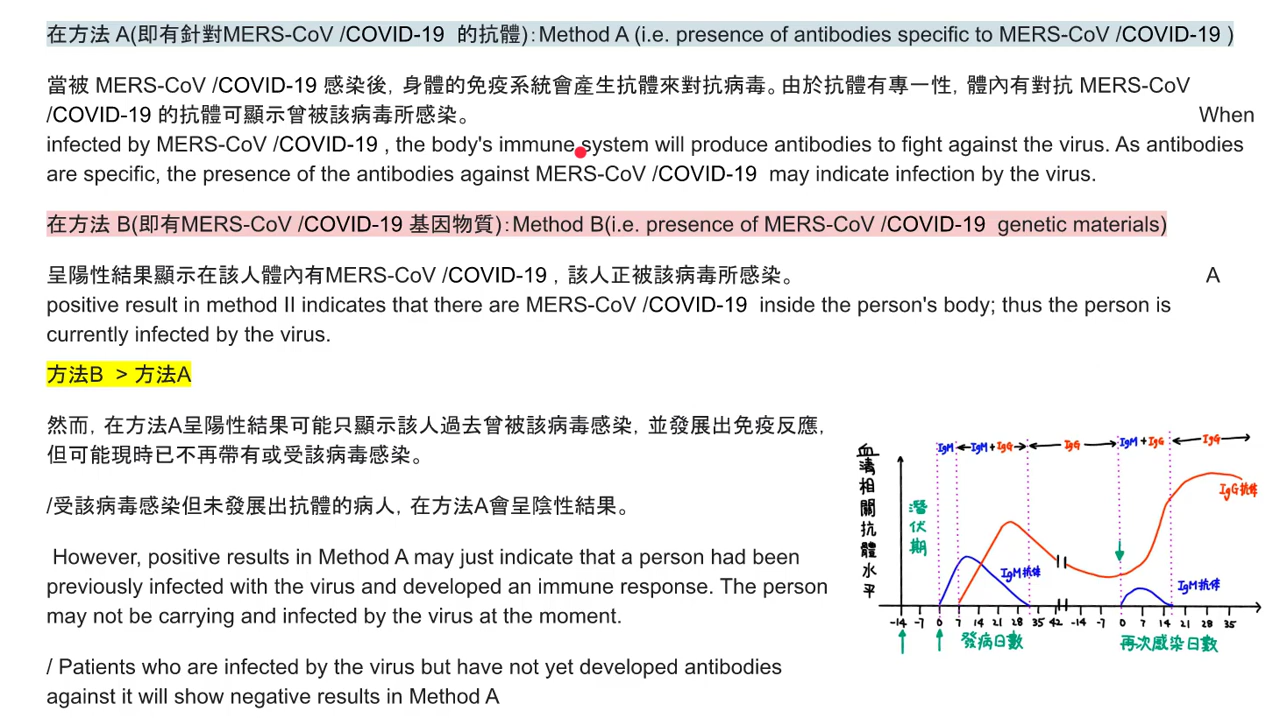 在方法 A(即有針對MERS-CoV /COVID-19 的抗體)：Method A (i.e. presence of antibodies specific to MERS-CoV /COVID-19 )
當被 MERS-CoV /COVID-19 感染後，身體的免疫系統會產生抗體來對抗病毒。由於抗體有專一性，體內有對抗 MERS-CoV
/COVID-19 的抗體可顯示曾被該病毒所感染。 When
infected by MERS-CoV /COVID-19 , the body's immune system will produce antibodies to fight against the virus. As antibodies
are specific, the presence of the antibodies against MERS-CoV /COVID-19 may indicate infection by the virus.
在方法 B(即有MERS-CoV /COVID-19 基因物質)：Method B(i.e. presence of MERS-CoV /COVID-19 genetic materials)
呈陽性結果顯示在該人體內有MERS-CoV /COVID-19 ，該人正被該病毒所感染。 A
positive result in method II indicates that there are MERS-CoV /COVID-19 inside the person's body; thus the person is
currently infected by the virus.
方法B > 方法A
然而，在方法A呈陽性結果可能只顯示該人過去曾被該病毒感染，並發展出免疫反應，
但可能現時已不再帶有或受該病毒感染。
/受該病毒感染但未發展出抗體的病人，在方法A會呈陰性結果。
However, positive results in Method A may just indicate that a person had been
previously infected with the virus and developed an immune response. The person
may not be carrying and infected by the virus at the moment.
/ Patients who are infected by the virus but have not yet developed antibodies
against it will show negative results in Method A
IgM IgM+IgG IgG IgM+IgG IgG
血清相關抗體水平
潛伏期
IgG抗体
IgM抗体
IgM抗体
-14 -7 0 7 14 21 28 35 42 -14 -7 0 7 14 21 28 35
發病日數
再次感染日數